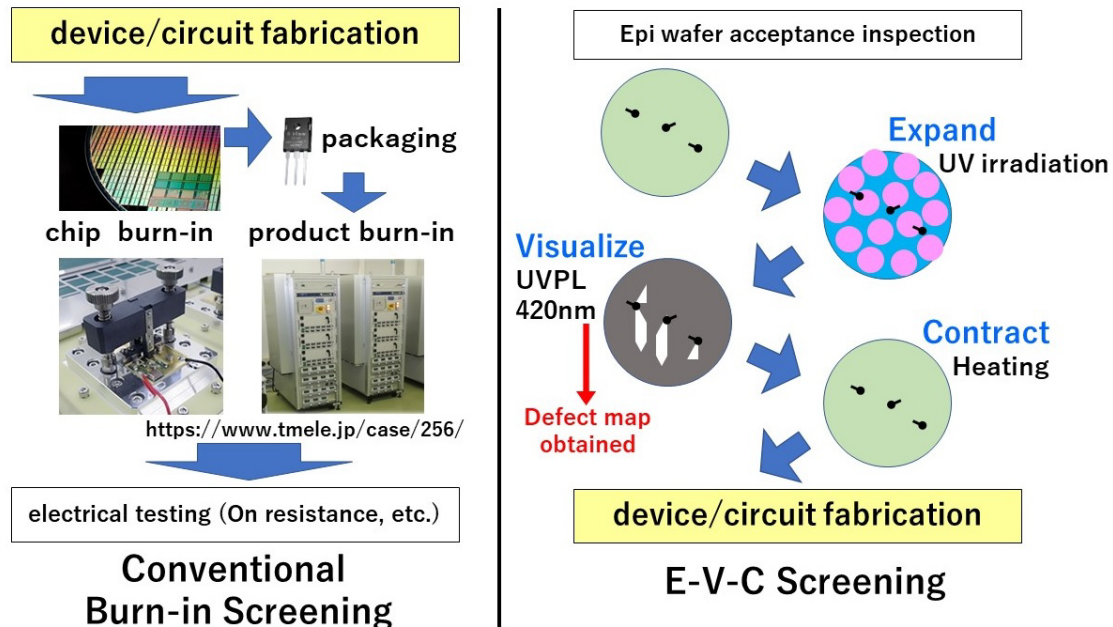 device/circuit fabrication
packaging
chip burn-in
product burn-in
https://www.tmele.jp/case/256/
electrical testing (On resistance, etc.)
Conventional
Burn-in Screening
Epi wafer acceptance inspection
Expand
UV irradiation
Visualize
UVPL
420nm
Defect map
obtained
Contract
Heating
device/circuit fabrication
E-V-C Screening